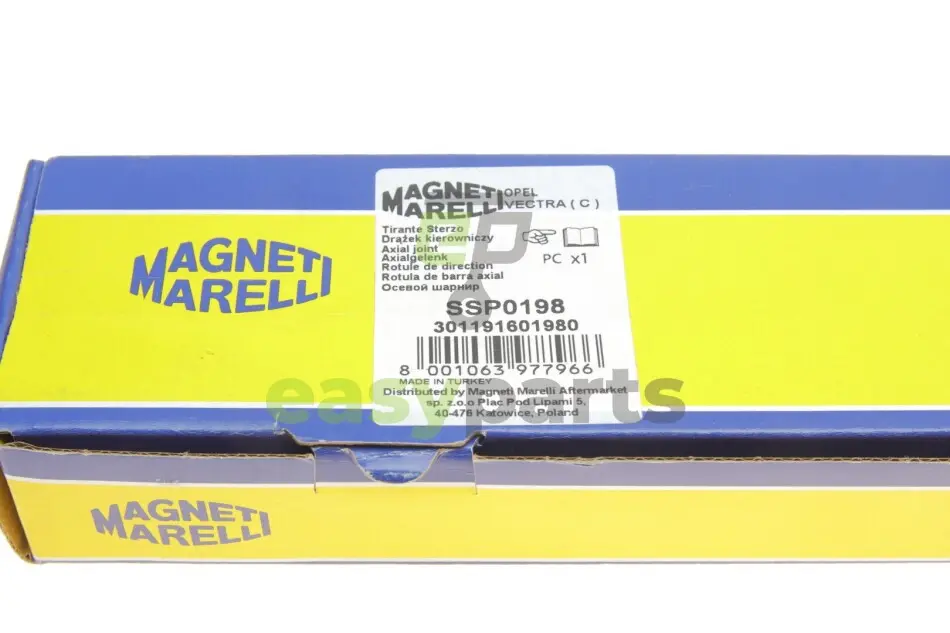 MAGNETI
MARELLI
OPEL
VECTRA ( C )
Tirante Sterzo
Drążek kierowniczy
Axial joint
Axialgelenk
Rotule de direction
Rotula de barra axial
Осевой шарнир
PC x1
SSP0198
301191601980
8 001063 977966
MADE IN TURKEY
Distributed by Magneti Marelli Aftermarket
sp. z.o.o Plac Pod Lipami 5,
40-476 Katowice, Poland
MAGNETI
MARELLI
EP
easyparts
MAGNETI
MARELLI